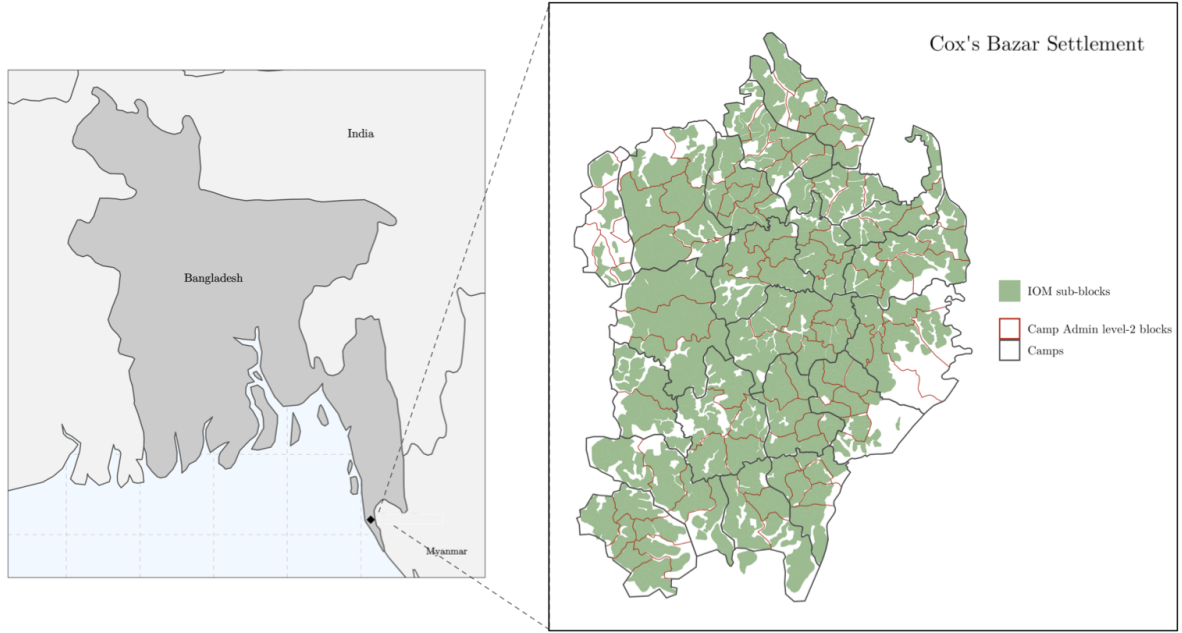 Cox's Bazar Settlement
India
Bangladesh
Myanmar
IOM sub-blocks
Camp Admin level-2 blocks
Camps